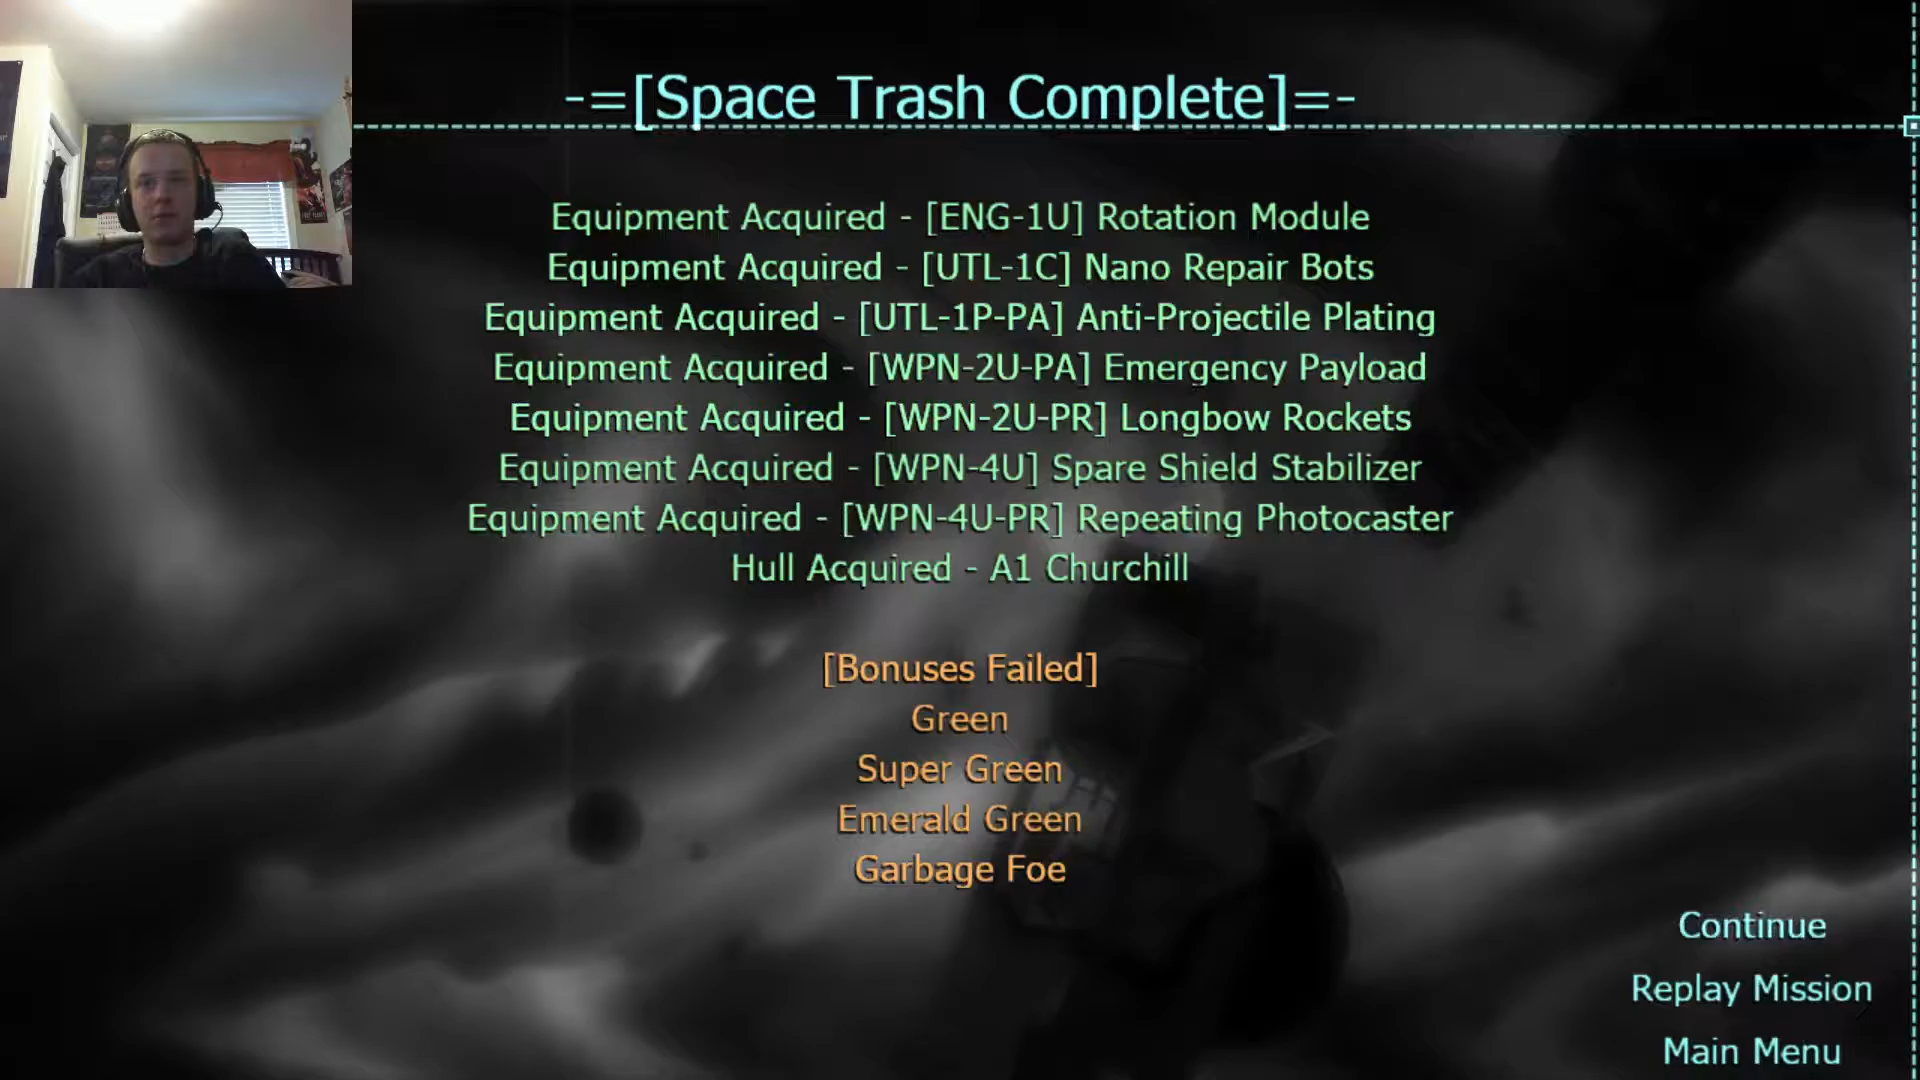 -=[Space Trash Complete]=-
Equipment Acquired - [ENG-1U] Rotation Module
Equipment Acquired - [UTL-1C] Nano Repair Bots
Equipment Acquired - [UTL-1P-PA] Anti-Projectile Plating
Equipment Acquired - [WPN-2U-PA] Emergency Payload
Equipment Acquired - [WPN-2U-PR] Longbow Rockets
Equipment Acquired - [WPN-4U] Spare Shield Stabilizer
Equipment Acquired - [WPN-4U-PR] Repeating Photocaster
Hull Acquired - A1 Churchill
[Bonuses Failed]
Green
Super Green
Emerald Green
Garbage Foe
Continue
Replay Mission
Main Menu